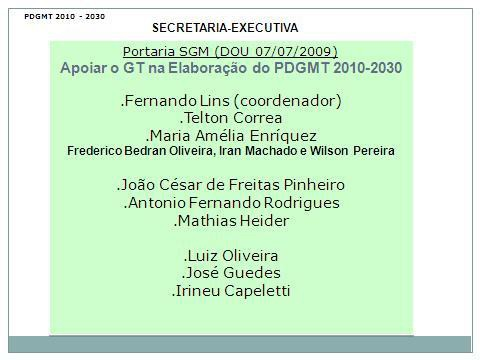 PDGMT 2010 - 2030
SECRETARIA-EXECUTIVA
Portaria SGM (DOU 07/07/2009)
Apoiar o GT na Elaboração do PDGMT 2010-2030
.Fernando Lins (coordenador)
.Telton Correa
.Maria Amélia Enríquez
Frederico Bedran Oliveira, Iran Machado e Wilson Pereira
.João César de Freitas Pinheiro
.Antonio Fernando Rodrigues
.Mathias Heider
.Luiz Oliveira
.José Guedes
.Irineu Capeletti